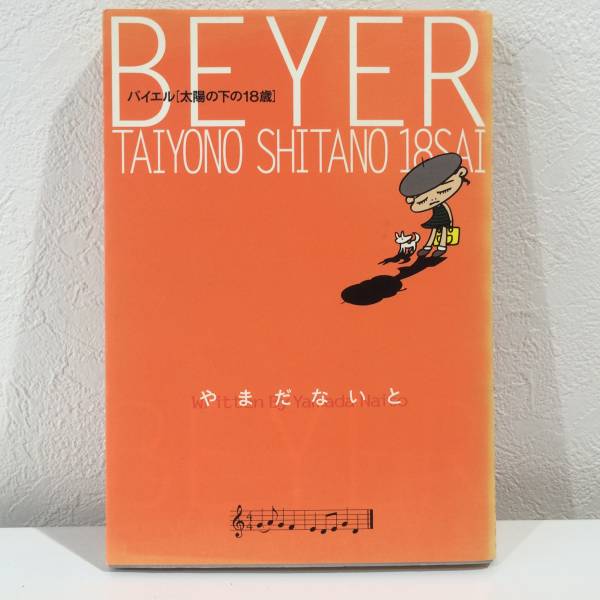 BEYER
バイエル[太陽の下の18歳]
TAIYONO SHITANO 18SAI
やまだないと
Written by Yamada Naito
BEYER